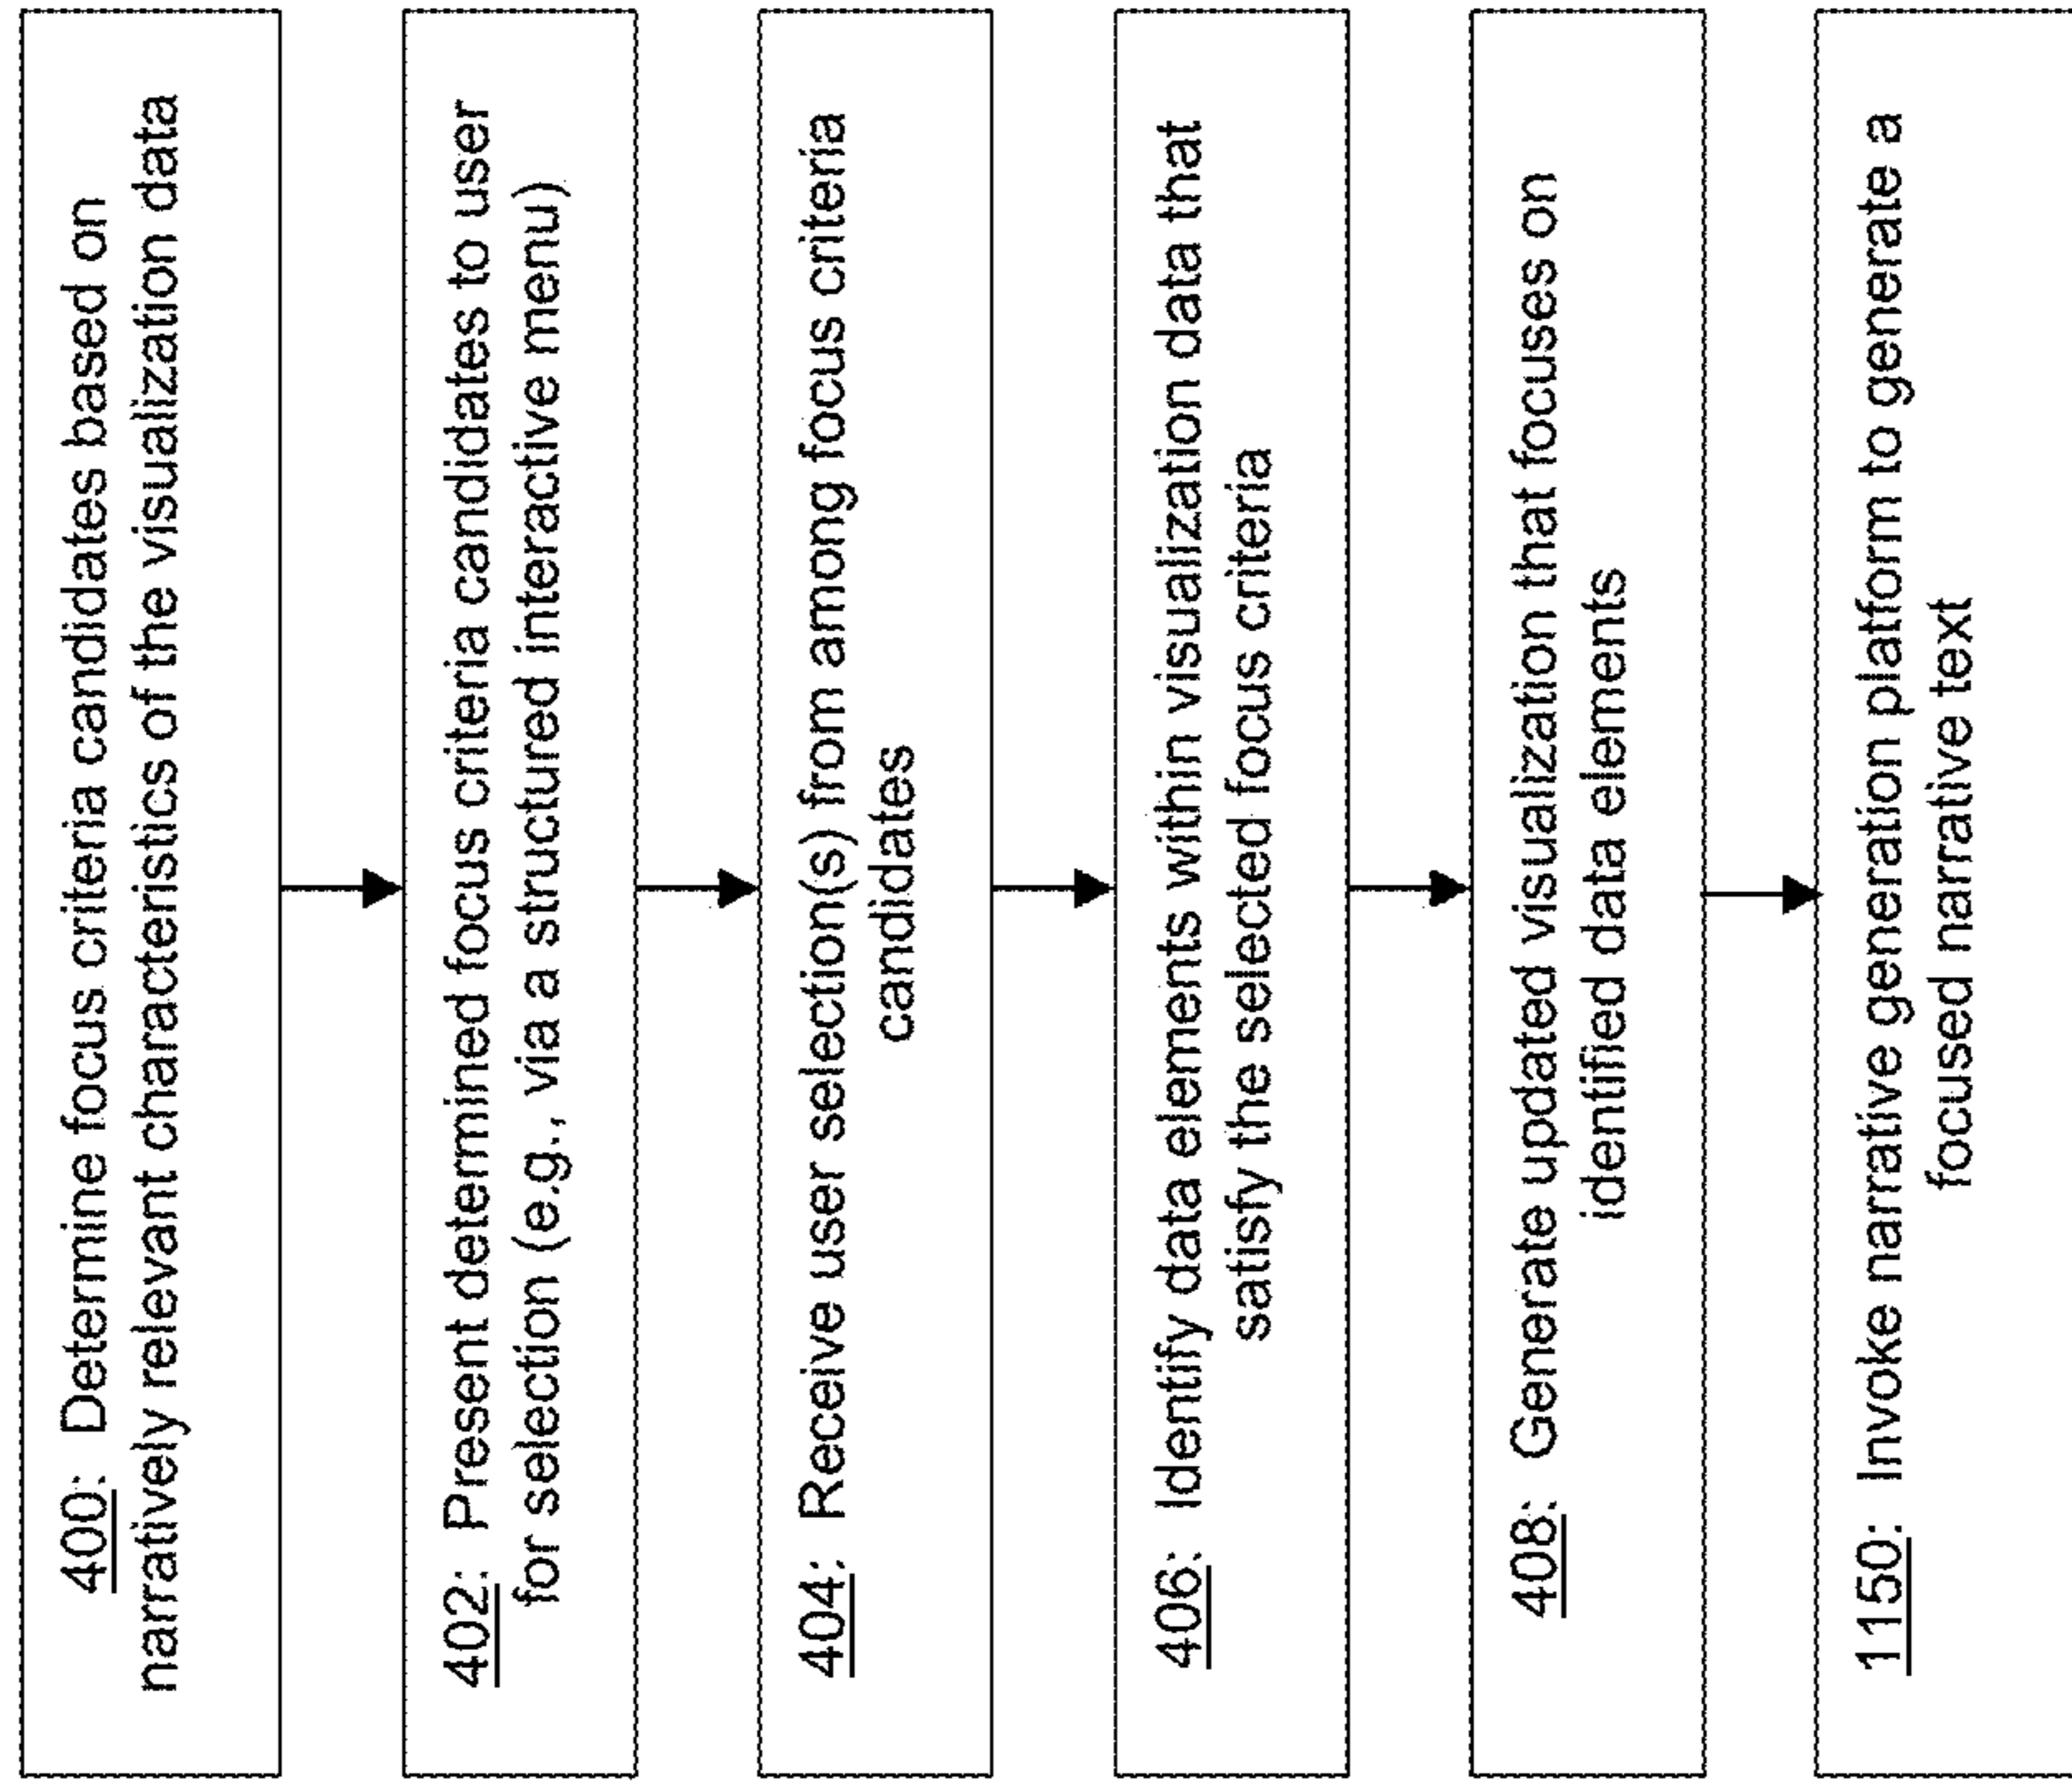 400: Determine focus criteria candidates based on
narratively relevant characteristics of the visualization data
402: Present determined focus criteria candidates to user
for selection (e.g., via a structured interactive menu)
404: Receive user selection(s) from among focus criteria
candidates
406: Identify data elements within visualization data that
satisfy the selected focus criteria
408: Generate updated visualization that focuses on
identified data elements
1150: Invoke narrative generation platform to generate a
focused narrative text